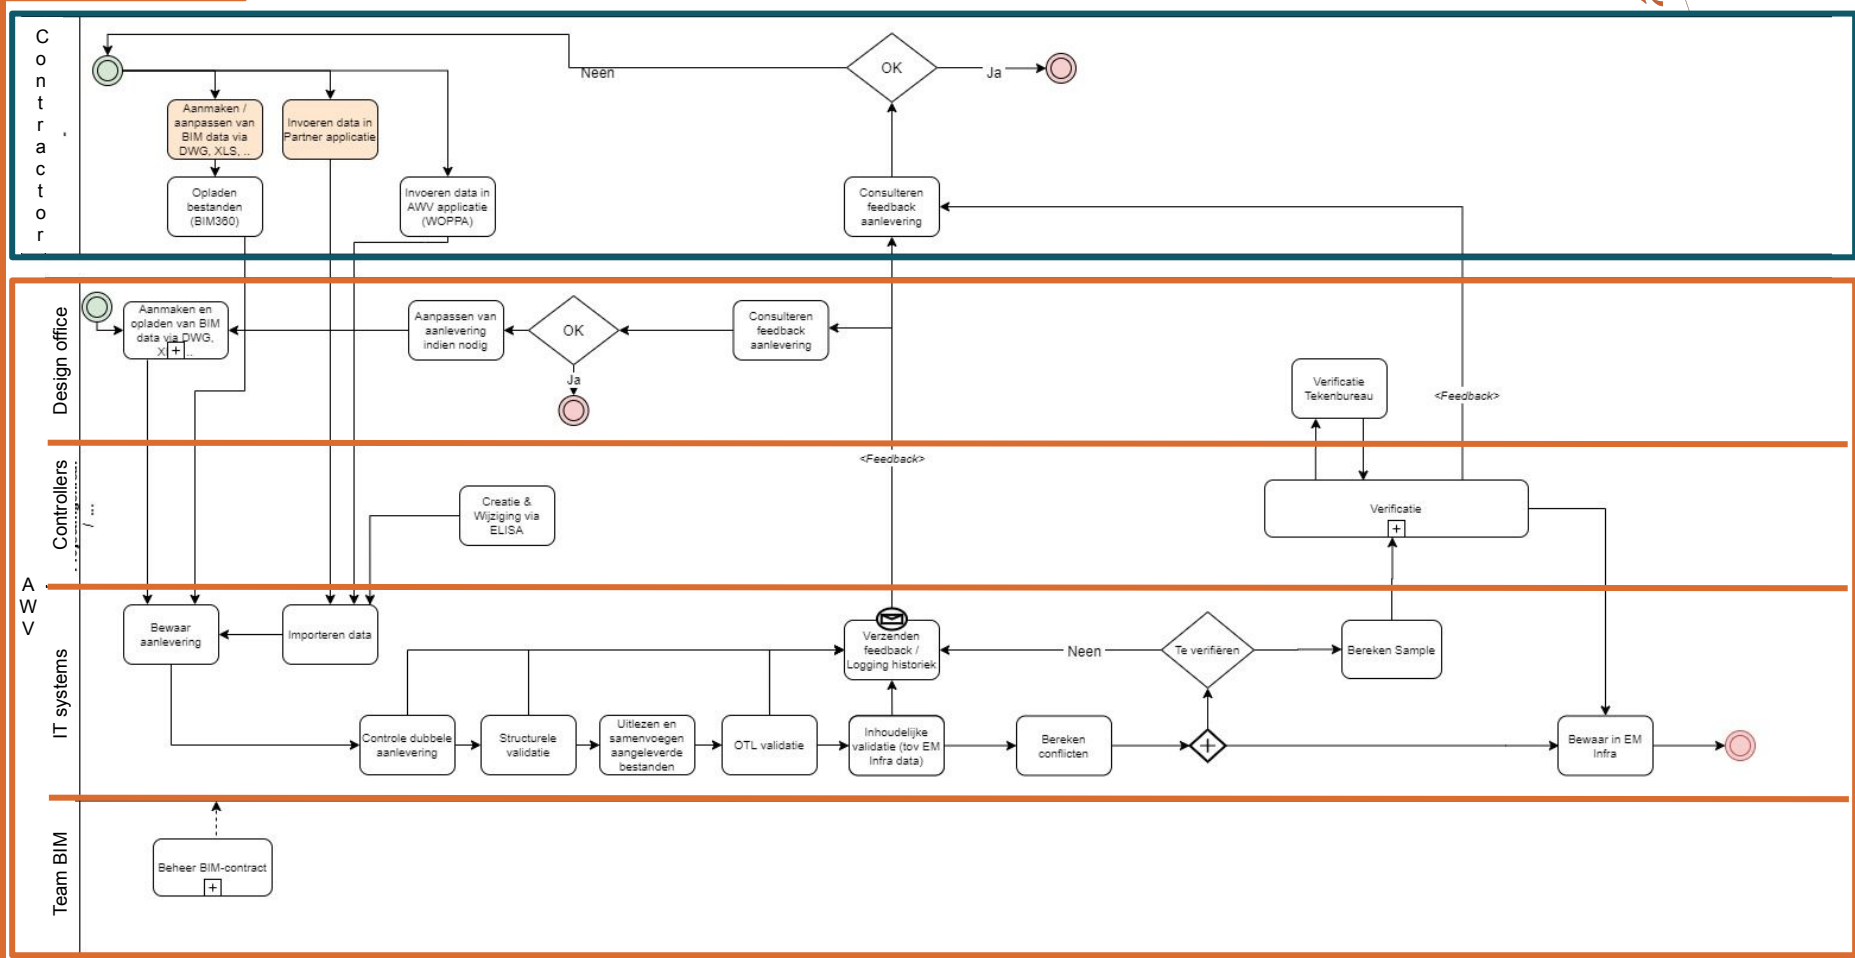 Contractor
Neen
OK
Ja
Aanmaken /
aanpassen van
BIM data via
DWG, XLS, ..
Invoeren data in
Partner applicatie
Opladen
bestanden
(BIM360)
Invoeren data in
AWV applicatie
(WOPPA)
Consulteren
feedback
aanlevering
AWV
Design office
Aanmaken en
opladen van BIM
data via DWG,
Aanpassen van
aanlevering
indien nodig
OK
Ja
Consulteren
feedback
aanlevering
Verificatie
Tekenbureau
<Feedback>
Controllers
/ ...
<Feedback>
Creatie &
Wijziging via
ELISA
Verificatie
IT systems
Bewaar
aanlevering
Importeren data
Verzenden
feedback /
Logging historiek
Neen
Te verifiëren
Bereken Sample
Controle dubbele
aanlevering
Structurele
validatie
Uitlezen en
samenvoegen
aangeleverde
bestanden
OTL validatie
Inhoudelijke
validatie (tov EM
Infra data)
Bereken
conflicten
Bewaar in EM
Infra
Team BIM
Beheer BIM-contract